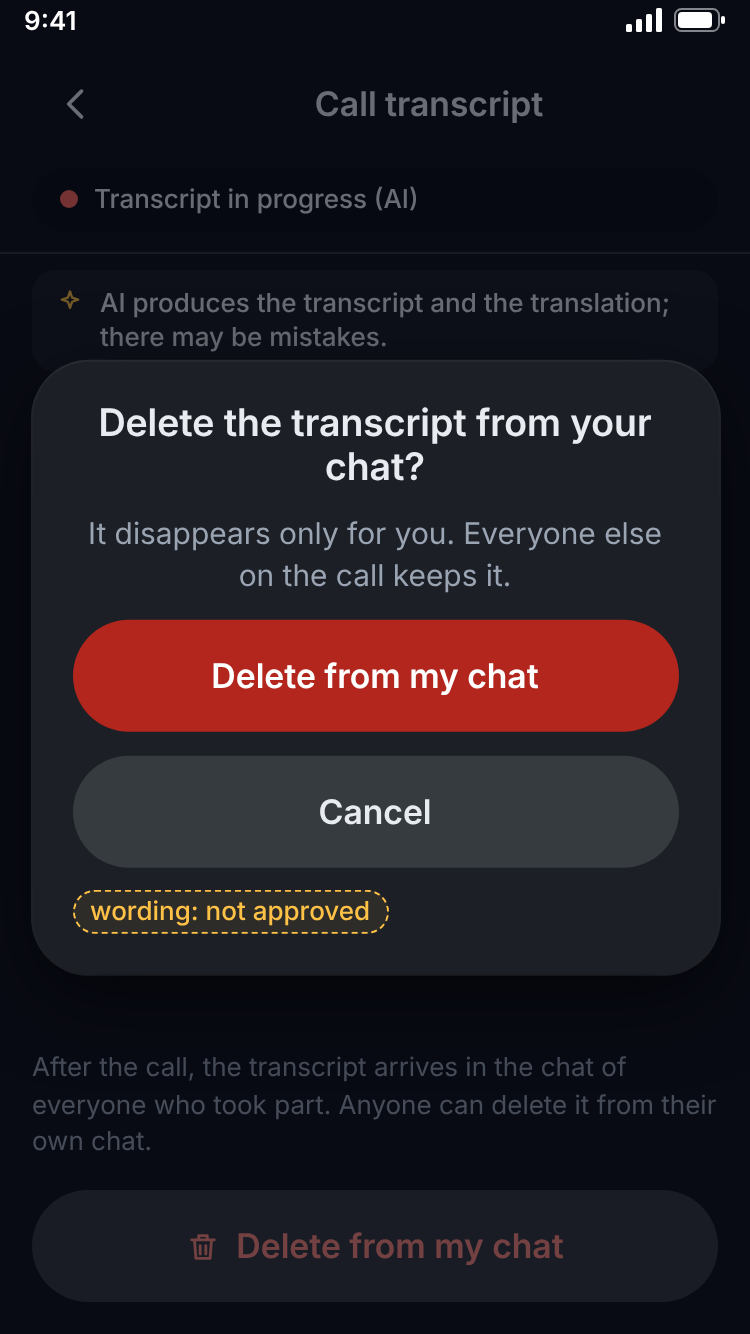 9:41
Call transcript
Transcript in progress (AI)
AI produces the transcript and the translation;
there may be mistakes.
Delete the transcript from your
chat?
It disappears only for you. Everyone else
on the call keeps it.
Delete from my chat
Cancel
wording: not approved
After the call, the transcript arrives in the chat of
everyone who took part. Anyone can delete it from their
own chat.
Delete from my chat